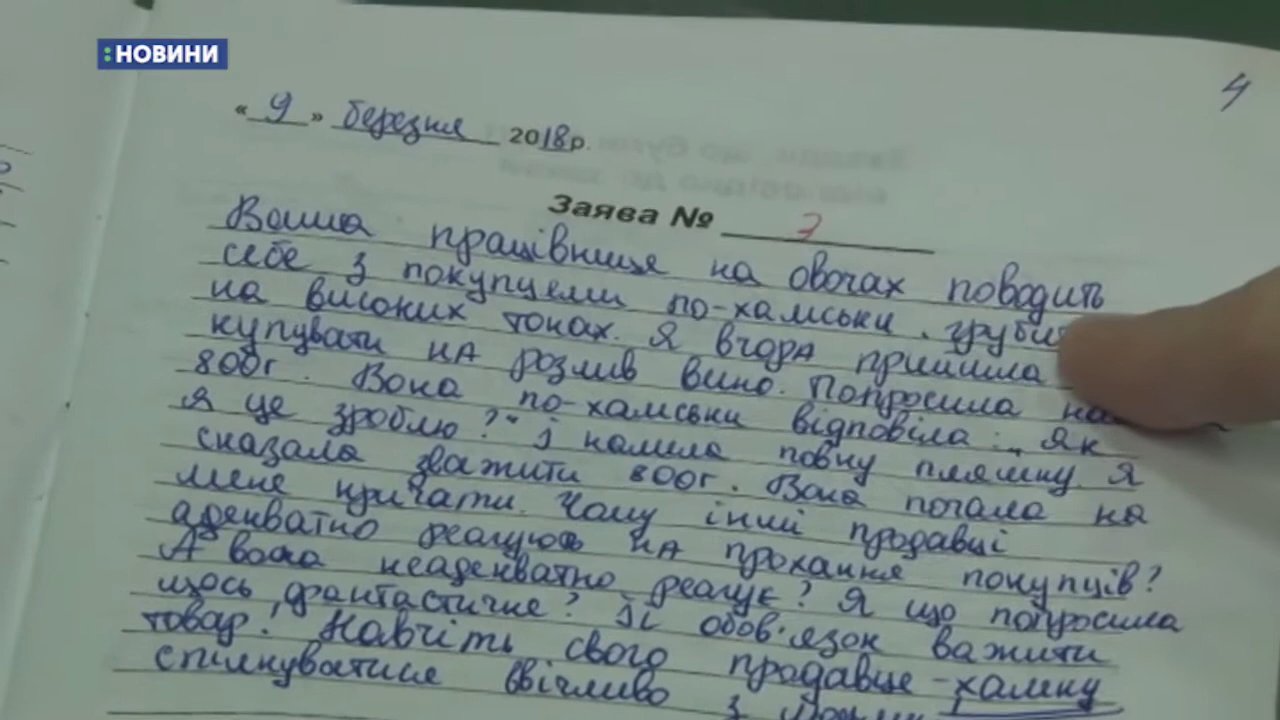 :НОВИНИ
4
« 9 » березня 2018р.
Заява № 3
Ваша працівниця на овочах поводить
себе з покупцями по-хамськи. грубить
на високих тонах. Я вчора прийшла
купувати на розлив вино. Попросила
800г. Вона по-хамськи відповіла: „Як
я це зроблю?" і налила повну пляшку. Я
сказала зважити 800г. Вона почала на
мене кричати. Чому інші продавці
адекватно реагують на прохання покупців?
А вона неадекватно реагує? Я що попросила
щось фантастичне? Її обов'язок важити
товар! Навчіть свого продавця - хамку
спілкуватися ввічливо з